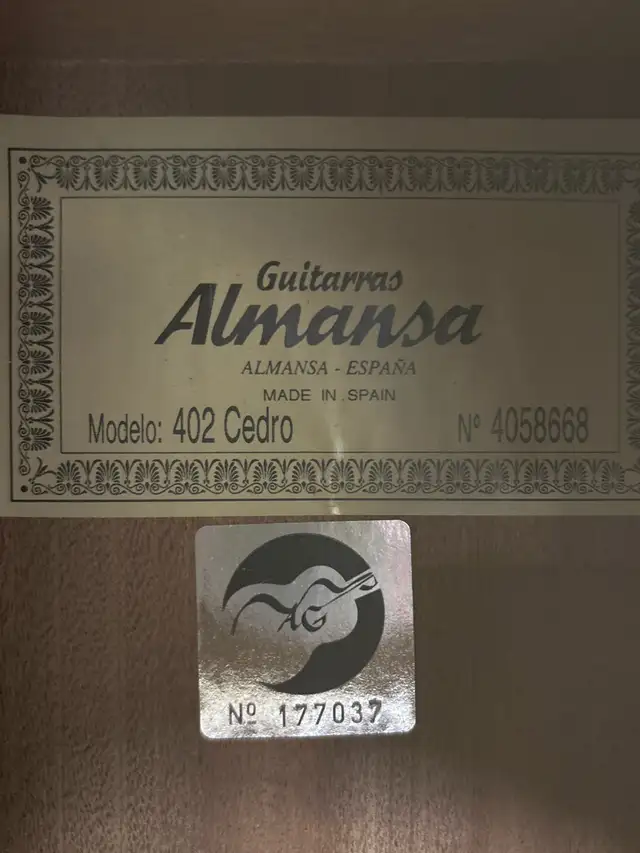 Guitarras
Almansa
ALMANSA - ESPAÑA
MADE IN SPAIN
Modelo: 402 Cedro Nº 4058668
AG
Nº 177037